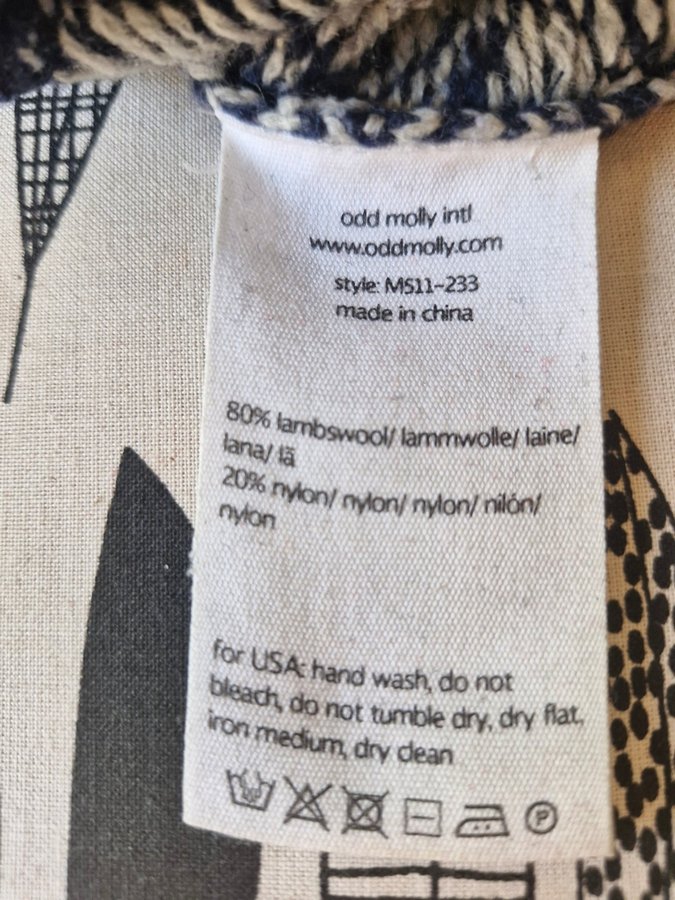 odd molly intl
www.oddmolly.com
style: M511-233
made in china
80% lambswool/ lammwolle/ laine/
lana/ lã
20% nylon/ nylon/ nylon/ nilón/
nylon
for USA: hand wash, do not
bleach, do not tumble dry, dry flat,
iron medium, dry clean
P